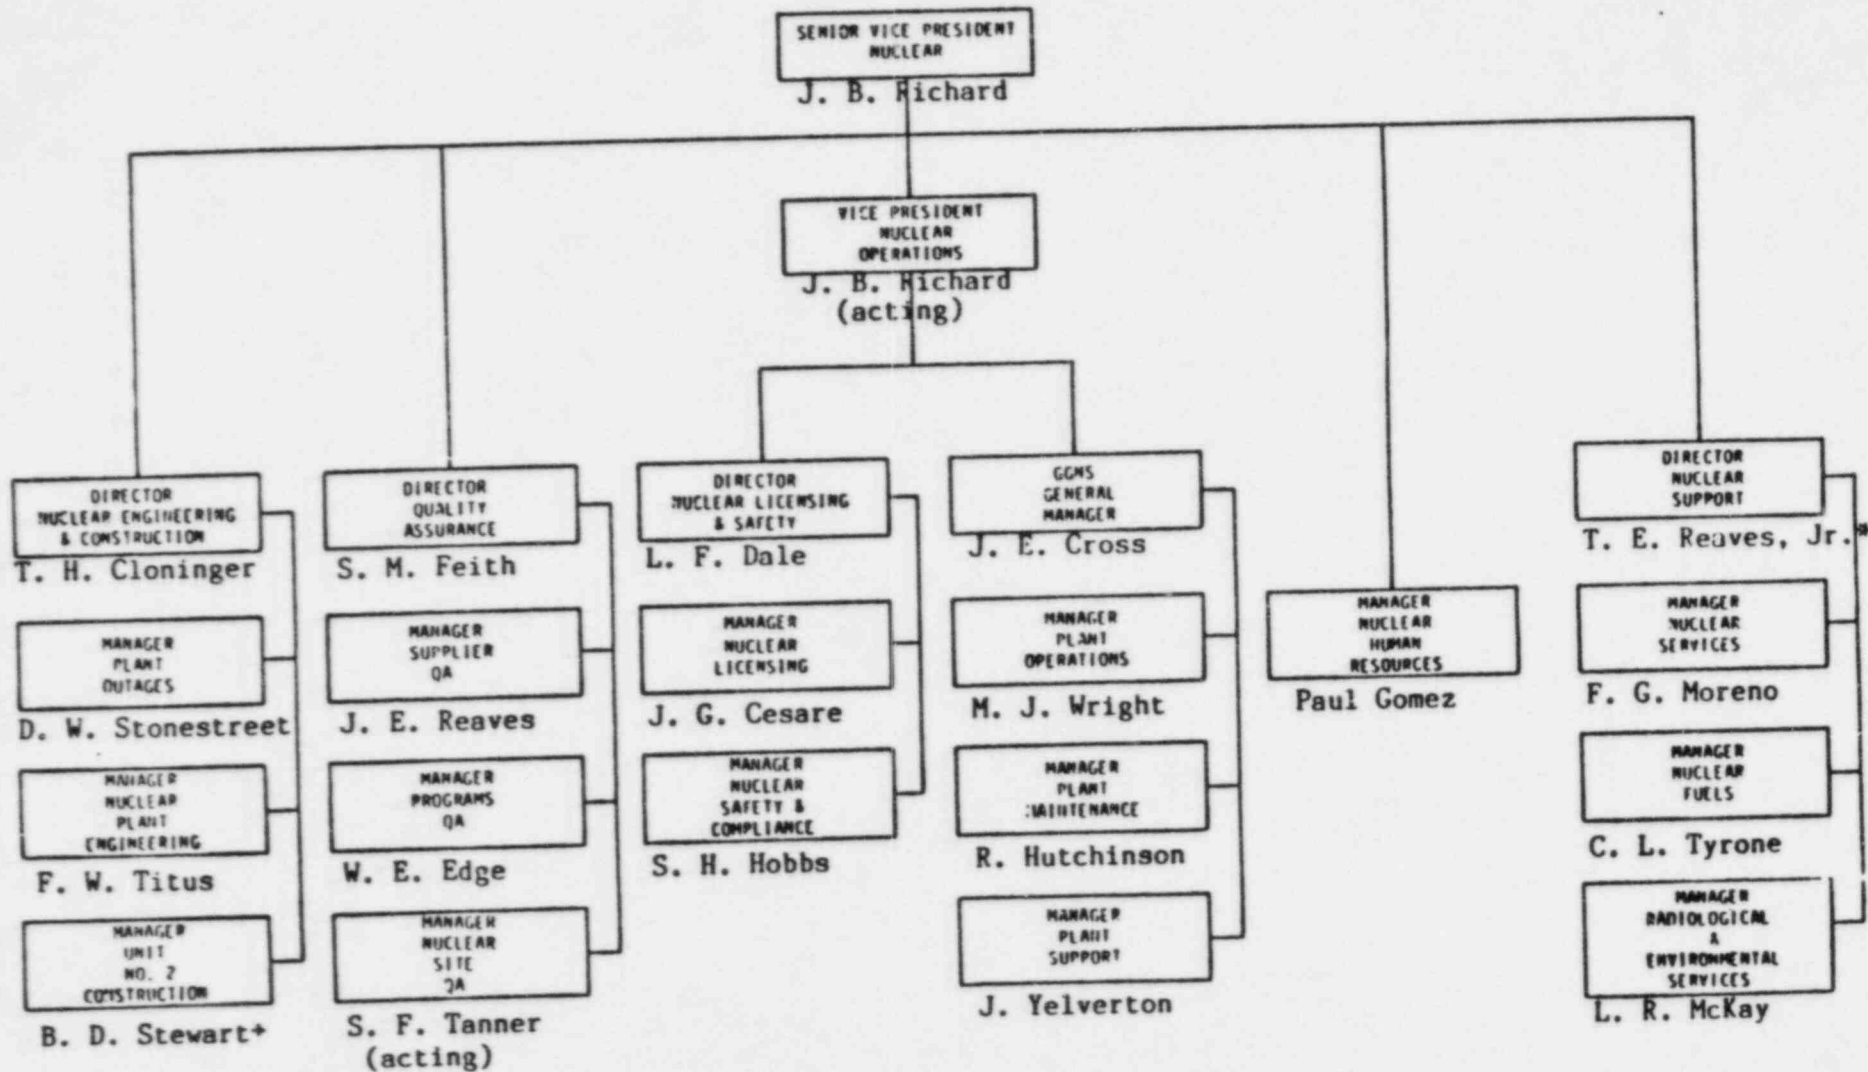 SENIOR VICE PRESIDENT
NUCLEAR
J. B. Richard
VICE PRESIDENT
NUCLEAR
OPERATIONS
J. B. Richard
(acting)
DIRECTOR
NUCLEAR ENGINEERING
& CONSTRUCTION
T. H. Cloninger
MANAGER
PLANT
OUTAGES
D. W. Stonestreet
MANAGER
NUCLEAR
PLANT
ENGINEERING
F. W. Titus
MANAGER
UNIT
NO. 2
CONSTRUCTION
B. D. Stewart+
DIRECTOR
QUALITY
ASSURANCE
S. M. Feith
MANAGER
SUPPLIER
QA
J. E. Reaves
MANAGER
PROGRAMS
QA
W. E. Edge
MANAGER
NUCLEAR
SITE
QA
S. F. Tanner
(acting)
DIRECTOR
NUCLEAR LICENSING
& SAFETY
L. F. Dale
MANAGER
NUCLEAR
LICENSING
J. G. Cesare
MANAGER
NUCLEAR
SAFETY &
COMPLIANCE
S. H. Hobbs
GGNS
GENERAL
MANAGER
J. E. Cross
MANAGER
PLANT
OPERATIONS
M. J. Wright
MANAGER
PLANT
MAINTENANCE
R. Hutchinson
MANAGER
PLANT
SUPPORT
J. Yelverton
MANAGER
NUCLEAR
HUMAN
RESOURCES
Paul Gomez
DIRECTOR
NUCLEAR
SUPPORT
T. E. Reaves, Jr.*
MANAGER
NUCLEAR
SERVICES
F. G. Moreno
MANAGER
NUCLEAR
FUELS
C. L. Tyrone
MANAGER
RADIOLOGICAL
&
ENVIRONMENTAL
SERVICES
L. R. McKay